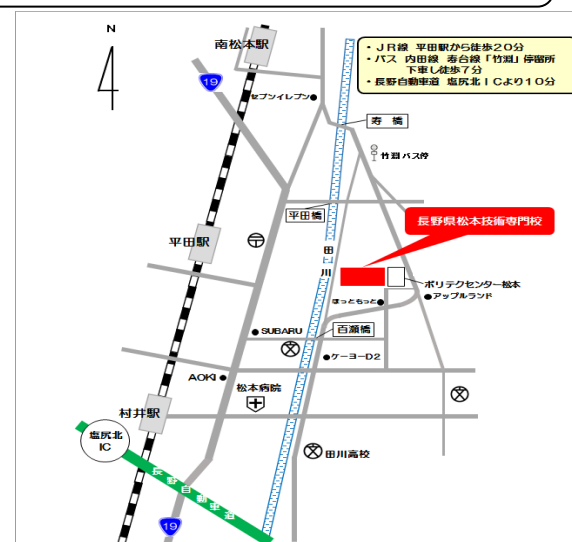 N
南松本駅
・JR線 平田駅から徒歩20分
・バス 内田線 寿台線「竹淵」停留所
下車し徒歩7分
・長野自動車道 塩尻北ICより10分
19
セブンイレブン
寿 橋
竹淵バス停
平田橋
長野県松本技術専門校
平田駅
田
川
ポリテクセンター松本
ほっともっと
アップルランド
SUBARU
百瀬橋
ケーヨーD2
AOKI
松本病院
村井駅
塩尻北
IC
田川高校
長野自動車道
19